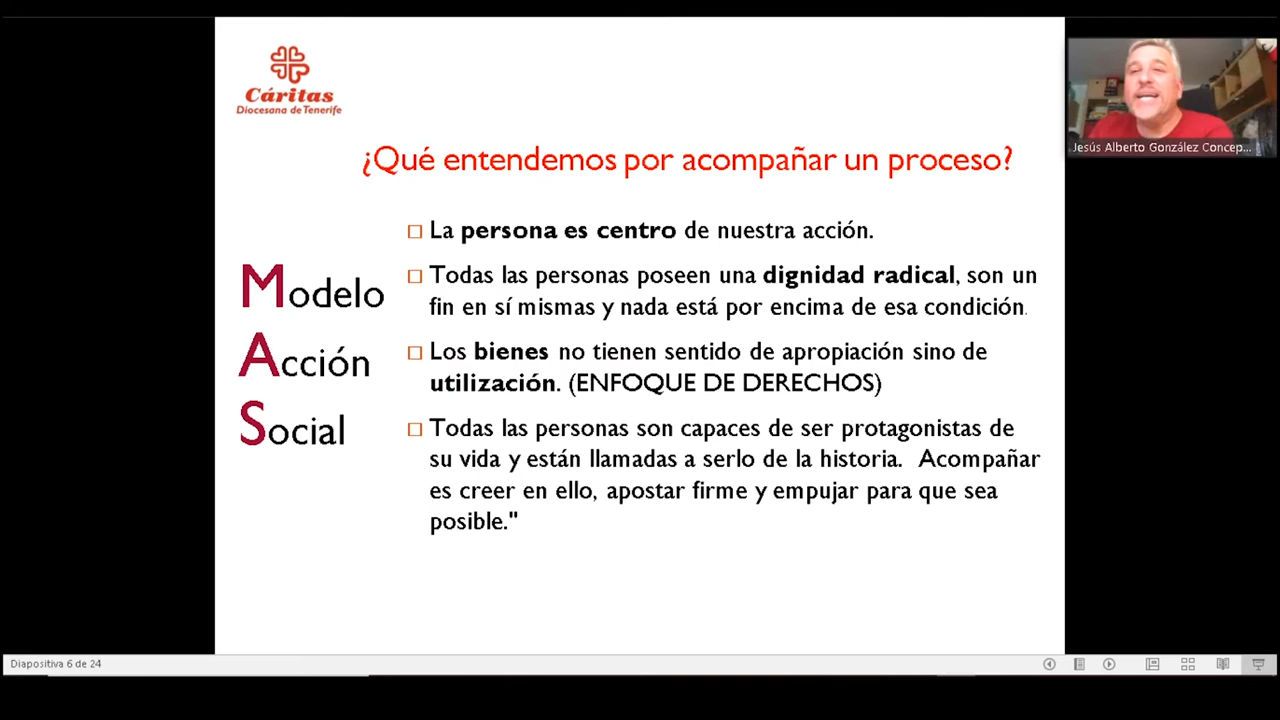 Cáritas
Diocesana de Tenerife
Jesús Alberto González Concep...
¿Qué entendemos por acompañar un proceso?
Modelo
Acción
Social
La persona es centro de nuestra acción.
Todas las personas poseen una dignidad radical, son un
fin en sí mismas y nada está por encima de esa condición.
Los bienes no tienen sentido de apropiación sino de
utilización. (ENFOQUE DE DERECHOS)
Todas las personas son capaces de ser protagonistas de
su vida y están llamadas a serlo de la historia. Acompañar
es creer en ello, apostar firme y empujar para que sea
posible."
Diapositiva 6 de 24